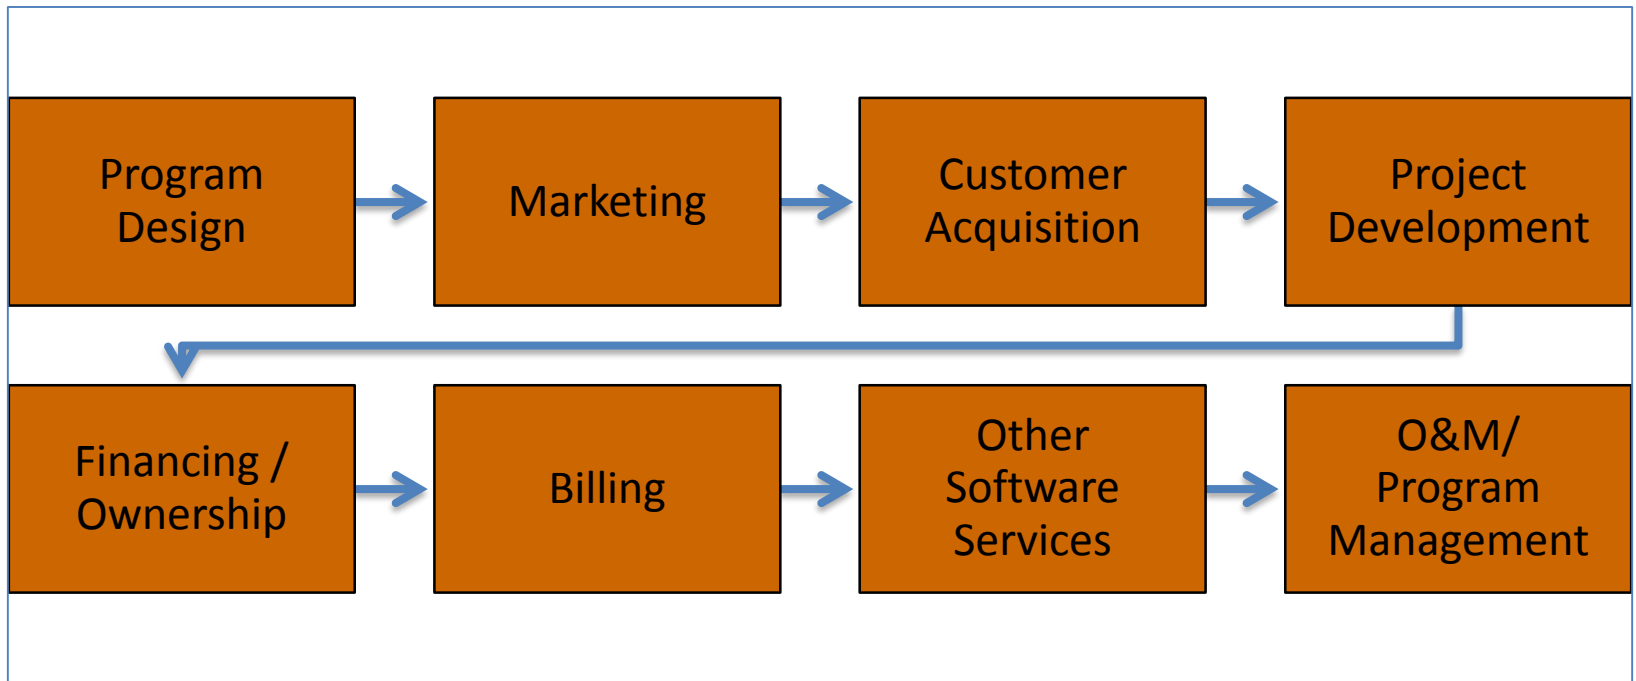 Program
Design
Marketing
Customer
Acquisition
Project
Development
Financing /
Ownership
Billing
Other
Software
Services
O&M/
Program
Management